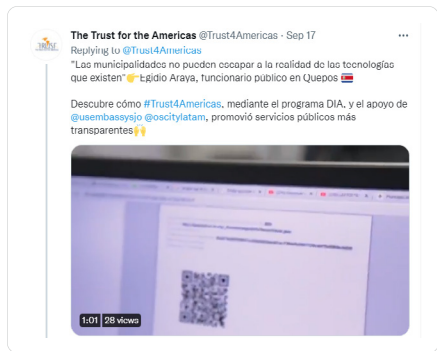 The Trust for the Americas @Trust4Americas · Sep 17
Replying to @Trust4Americas
"Las municipalidades no pueden escapar a la realidad de las tecnologías
que existen"👉Egidio Araya, funcionario público en Quepos 🇨🇷
Descubre cómo #Trust4Americas, mediante el programa DIA, y el apoyo de
@usembassysjo @oscitylatam, promovió servicios públicos más
transparentes🙌
1:01 28 views